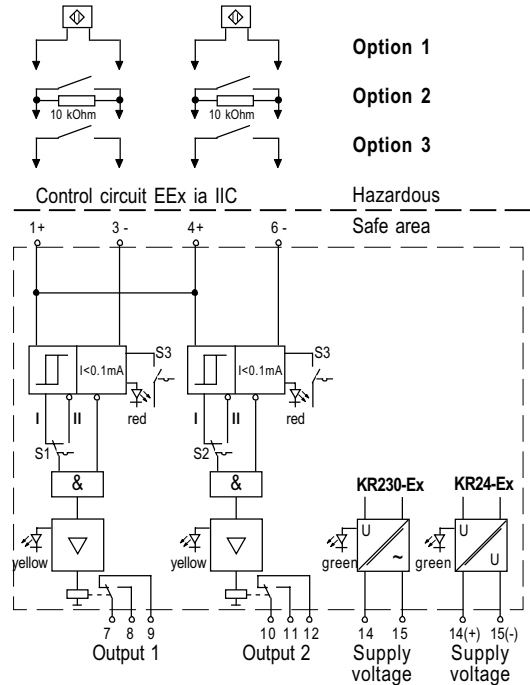 Option 1
Option 2
10 kOhm 10 kOhm
Option 3
Control circuit EEx ia IIC Hazardous
Safe area
1+ 3 - 4+ 6 -
S3 S3
I<0.1mA I<0.1mA
I II red I II red
S1 S2
& & KR230-Ex KR24-Ex
U U
yellow yellow green ~ green U
7 8 9 10 11 12 14 15 14(+) 15(-)
Output 1 Output 2 Supply Supply
voltage voltage